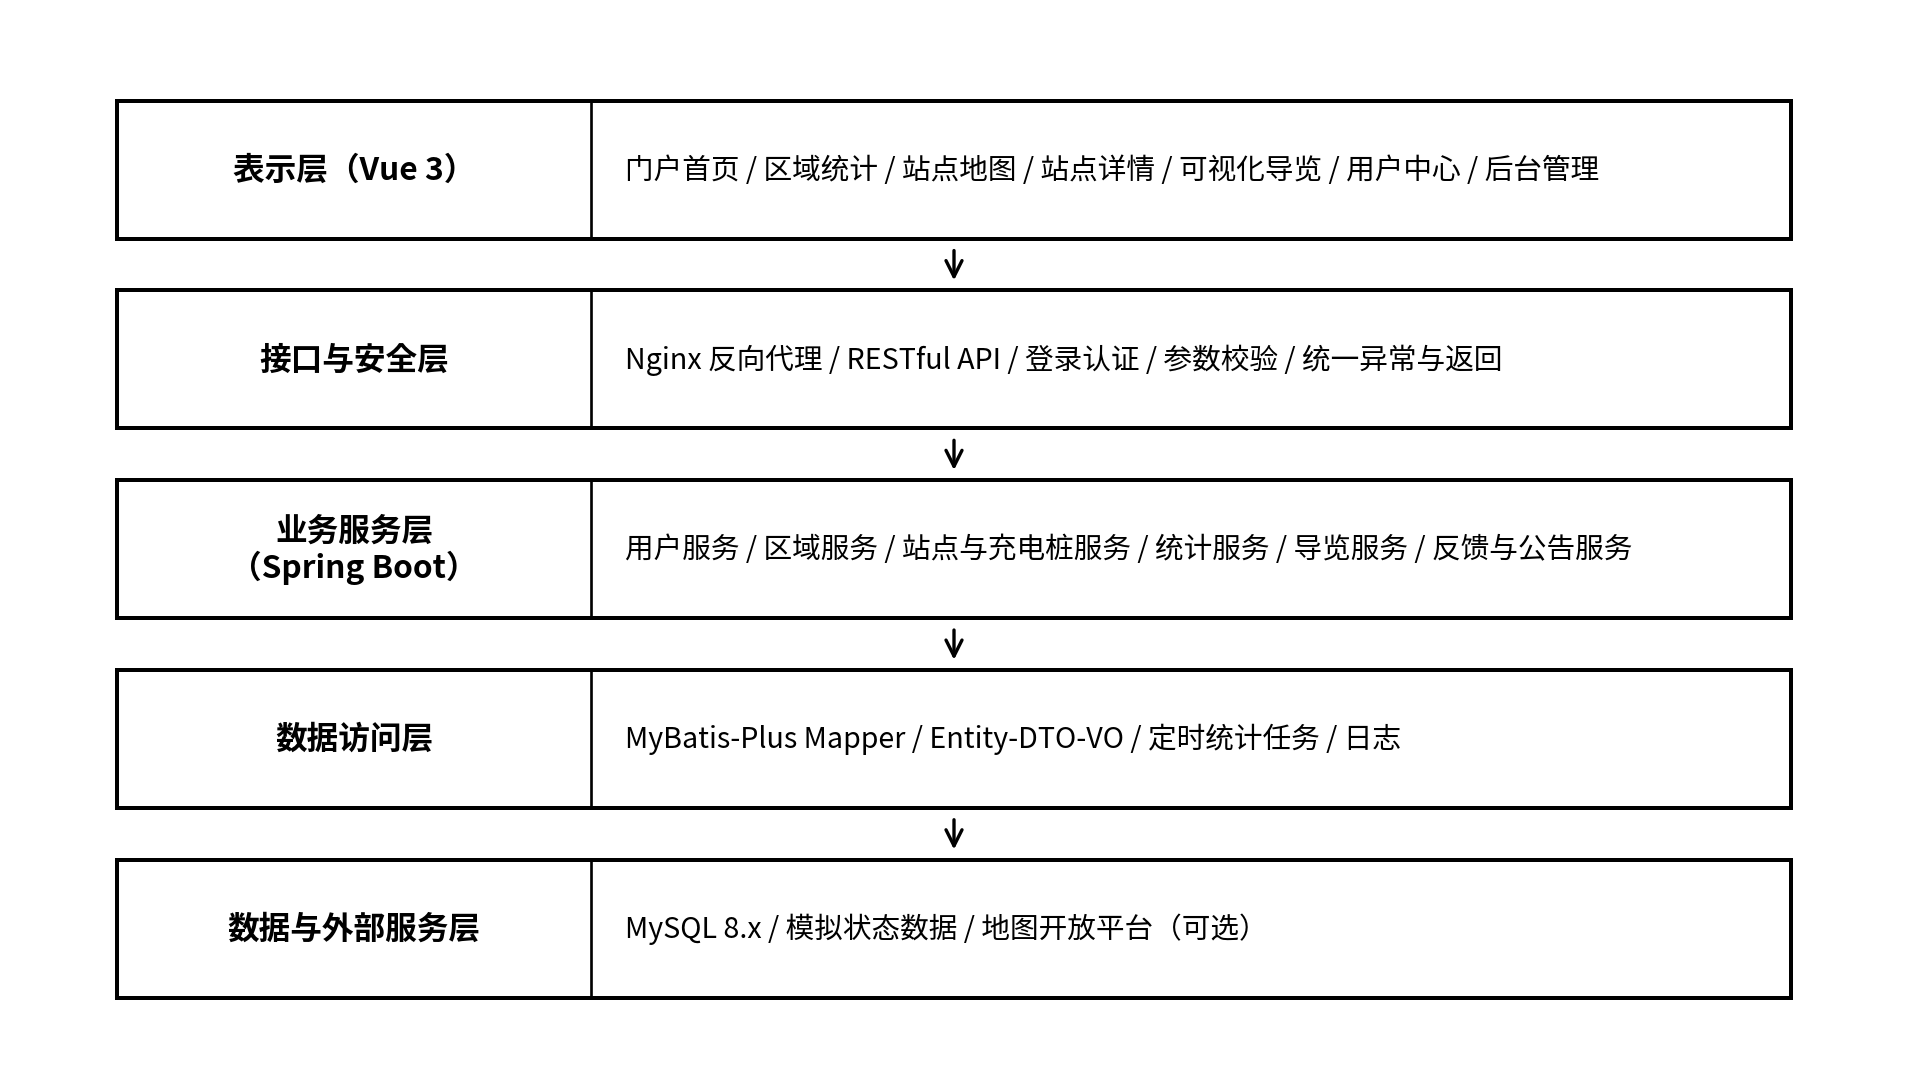 表示层（Vue 3）
门户首页 / 区域统计 / 站点地图 / 站点详情 / 可视化导览 / 用户中心 / 后台管理
接口与安全层
Nginx 反向代理 / RESTful API / 登录认证 / 参数校验 / 统一异常与返回
业务服务层
（Spring Boot）
用户服务 / 区域服务 / 站点与充电桩服务 / 统计服务 / 导览服务 / 反馈与公告服务
数据访问层
MyBatis-Plus Mapper / Entity-DTO-VO / 定时统计任务 / 日志
数据与外部服务层
MySQL 8.x / 模拟状态数据 / 地图开放平台（可选）